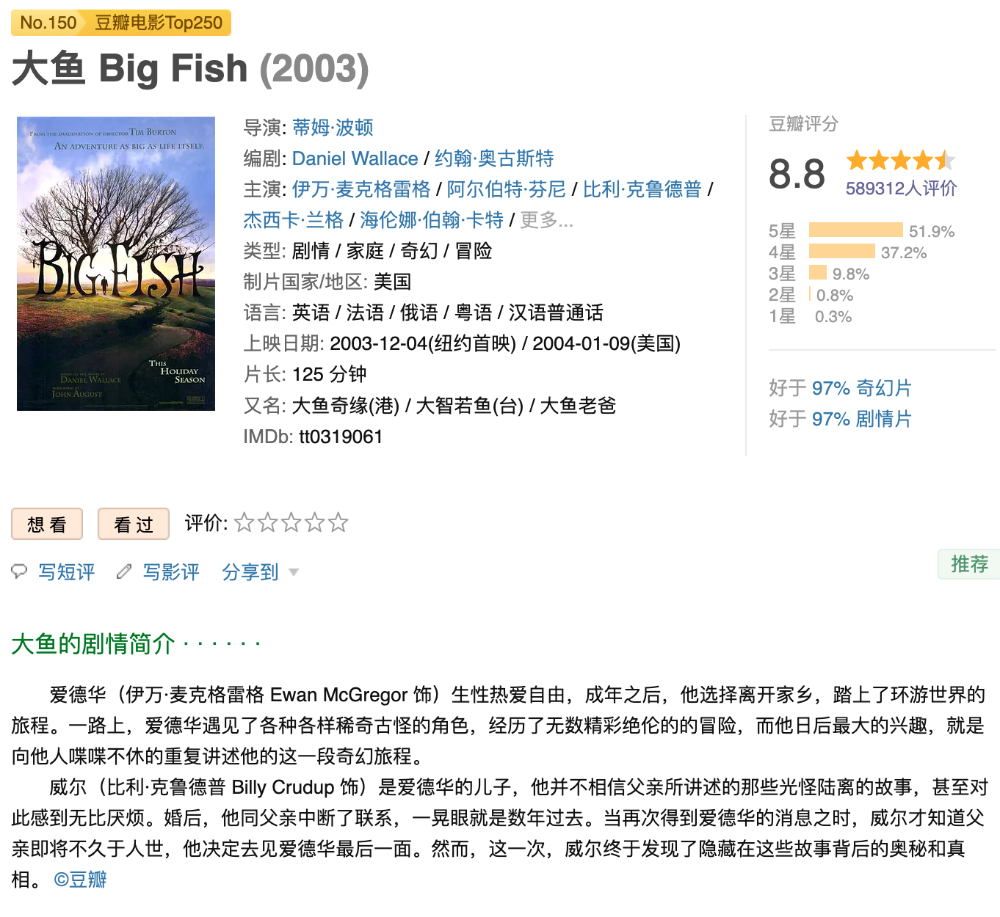 No.150 豆瓣电影Top250
大鱼 Big Fish (2003)
FROM THE IMAGINATION OF DIRECTOR TIM BURTON
AN ADVENTURE AS BIG AS LIFE ITSELF.
BIG FISH
THIS
HOLIDAY
SEASON
BASED ON THE NOVEL BY
DANIEL WALLACE
SCREENPLAY BY
JOHN AUGUST
导演: 蒂姆·波顿
编剧: Daniel Wallace / 约翰·奥古斯特
主演: 伊万·麦克格雷格 / 阿尔伯特·芬尼 / 比利·克鲁德普 /
杰西卡·兰格 / 海伦娜·伯翰·卡特 / 更多...
类型: 剧情 / 家庭 / 奇幻 / 冒险
制片国家/地区: 美国
语言: 英语 / 法语 / 俄语 / 粤语 / 汉语普通话
上映日期: 2003-12-04(纽约首映) / 2004-01-09(美国)
片长: 125 分钟
又名: 大鱼奇缘(港) / 大智若鱼(台) / 大鱼老爸
IMDb: tt0319061
豆瓣评分
8.8
589312人评价
5星 51.9%
4星 37.2%
3星 9.8%
2星 0.8%
1星 0.3%
好于 97% 奇幻片
好于 97% 剧情片
想看 看过 评价:
写短评 写影评 分享到
推荐
大鱼的剧情简介 · · · · · ·
爱德华（伊万·麦克格雷格 Ewan McGregor 饰）生性热爱自由，成年之后，他选择离开家乡，踏上了环游世界的
旅程。一路上，爱德华遇见了各种各样稀奇古怪的角色，经历了无数精彩绝伦的的冒险，而他日后最大的兴趣，就是
向他人喋喋不休的重复讲述他的这一段奇幻旅程。
威尔（比利·克鲁德普 Billy Crudup 饰）是爱德华的儿子，他并不相信父亲所讲述的那些光怪陆离的故事，甚至对
此感到无比厌烦。婚后，他同父亲中断了联系，一晃眼就是数年过去。当再次得到爱德华的消息之时，威尔才知道父
亲即将不久于人世，他决定去见爱德华最后一面。然而，这一次，威尔终于发现了隐藏在这些故事背后的奥秘和真
相。 ©豆瓣